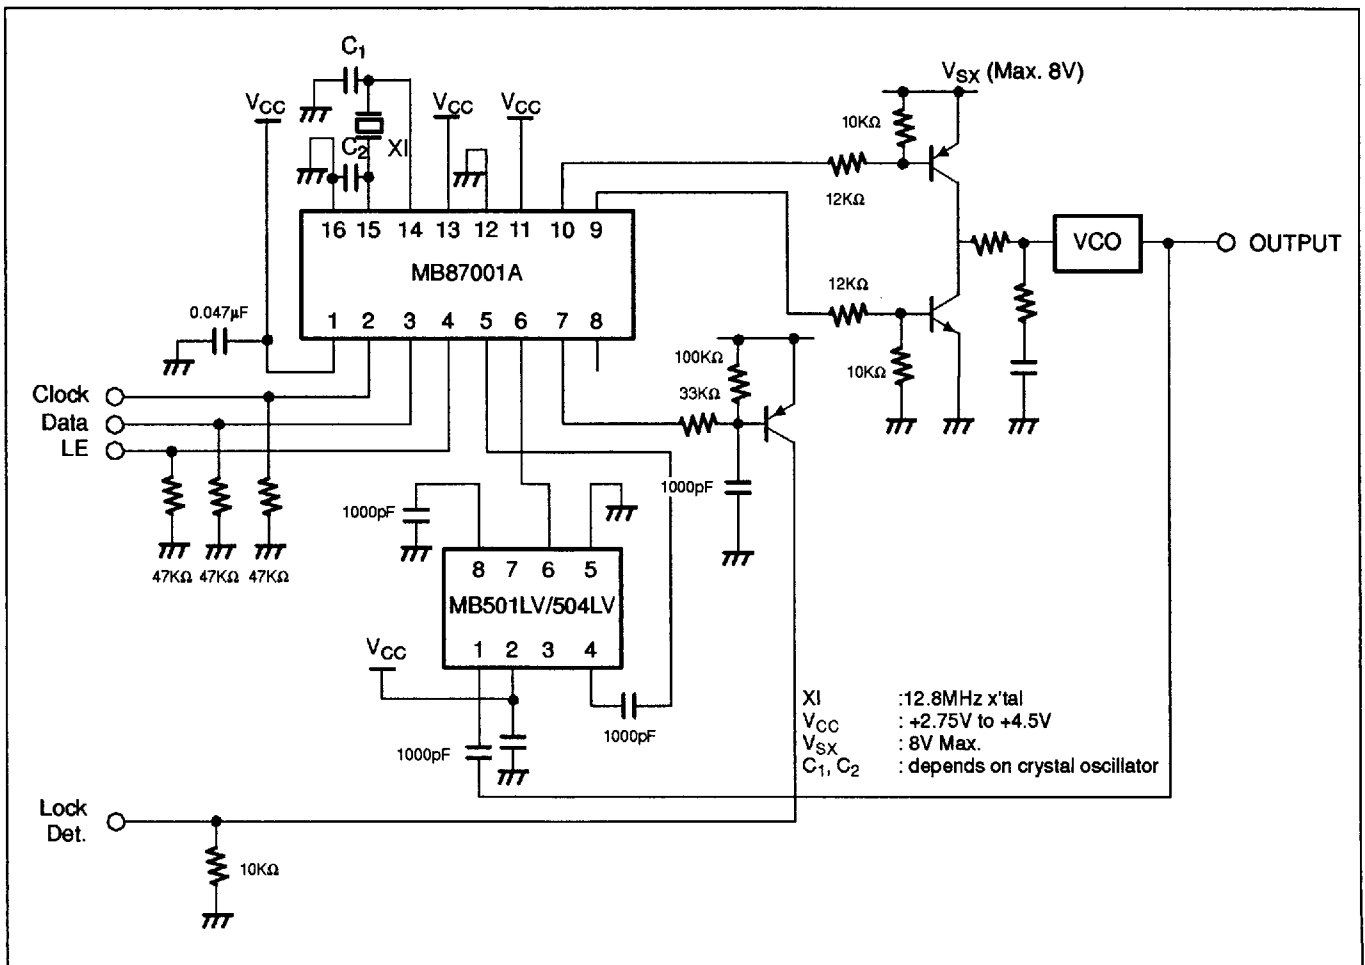 C1
VSX (Max. 8V)
VCC
VCC
VCC
10KΩ
C2
XI
12KΩ
16 15 14 13 12 11 10 9
MB87001A
VCO
OUTPUT
12KΩ
0.047µF
1 2 3 4 5 6 7 8
100KΩ
10KΩ
33KΩ
Clock
Data
LE
1000pF
1000pF
47KΩ 47KΩ 47KΩ
8 7 6 5
MB501LV/504LV
1 2 3 4
VCC
1000pF
1000pF
XI :12.8MHz x'tal
VCC : +2.75V to +4.5V
VSX : 8V Max.
C1, C2 : depends on crystal oscillator
Lock
Det.
10KΩ